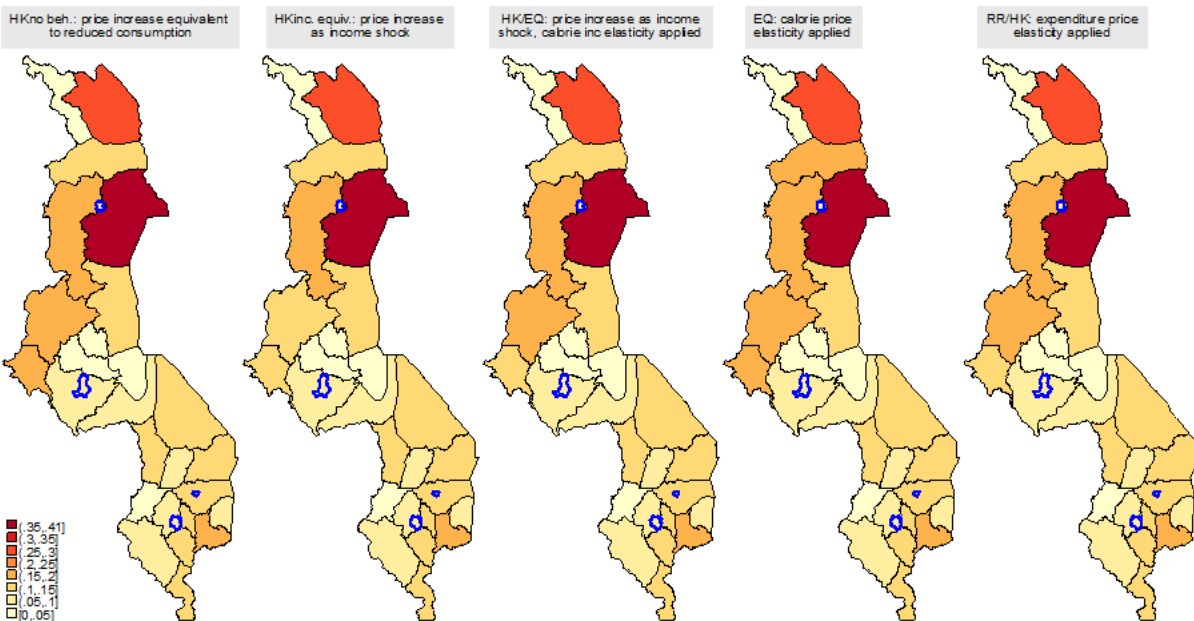 HKno beh.: price increase equivalent
to reduced consumption
HKinc. equiv.: price increase
as income shock
HK/EQ: price increase as income
shock, calorie inc elasticity applied
EQ: calorie price
elasticity applied
RR/HK: expenditure price
elasticity applied
(.35,.41]
(.3,.35]
(.25,.3]
(.2,.25]
(.15,.2]
(.1,.15]
(.05,.1]
[0,.05]